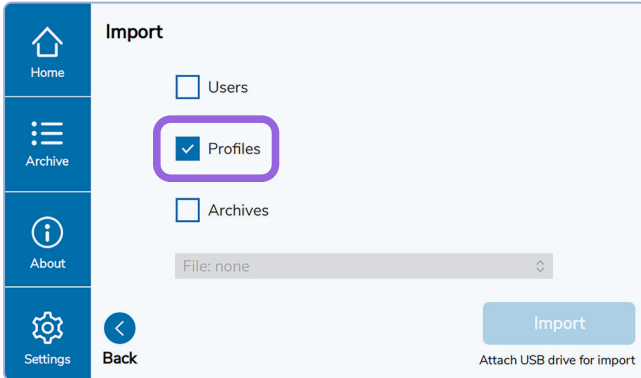 Home
Archive
About
Settings
Import
Users
Profiles
Archives
File: none
Back
Import
Attach USB drive for import